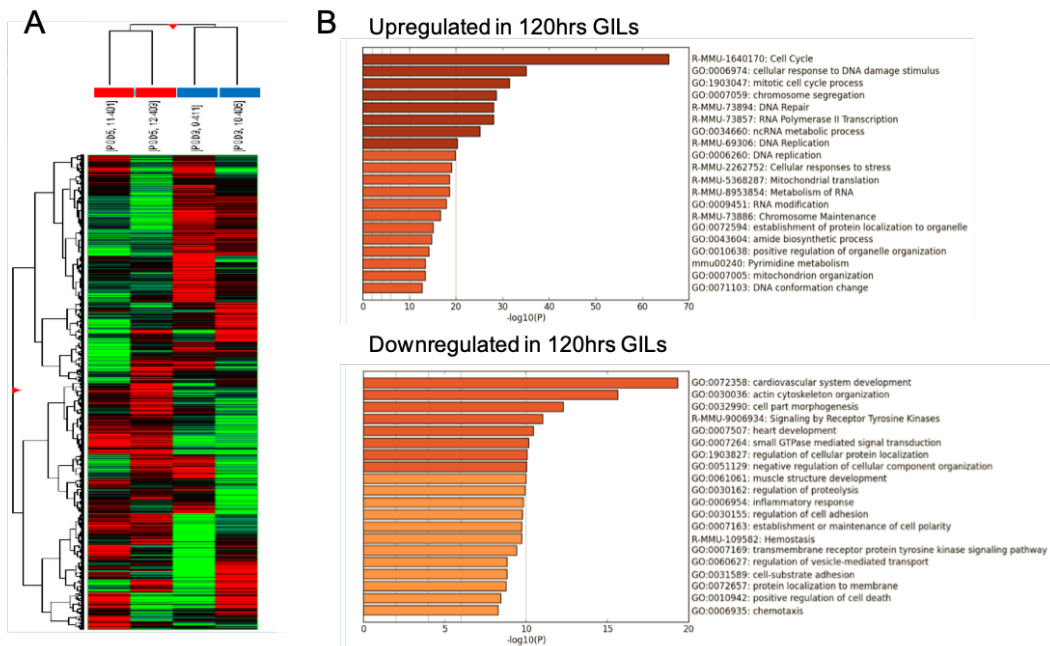 A
B
Upregulated in 120hrs GILs
R-MMU-1640170: Cell Cycle
GO:0006974: cellular response to DNA damage stimulus
GO:1903047: mitotic cell cycle process
GO:0007059: chromosome segregation
R-MMU-73894: DNA Repair
R-MMU-73857: RNA Polymerase II Transcription
GO:0034660: ncRNA metabolic process
R-MMU-69306: DNA Replication
GO:0006260: DNA replication
R-MMU-2262752: Cellular responses to stress
R-MMU-5368287: Mitochondrial translation
R-MMU-8953854: Metabolism of RNA
GO:0009451: RNA modification
R-MMU-73886: Chromosome Maintenance
GO:0072594: establishment of protein localization to organelle
GO:0043604: amide biosynthetic process
GO:0010638: positive regulation of organelle organization
mmu00240: Pyrimidine metabolism
GO:0007005: mitochondrion organization
GO:0071103: DNA conformation change
0 10 20 30 40 50 60 70
-log10(P)
Downregulated in 120hrs GILs
GO:0072358: cardiovascular system development
GO:0030036: actin cytoskeleton organization
GO:0032990: cell part morphogenesis
R-MMU-9006934: Signaling by Receptor Tyrosine Kinases
GO:0007507: heart development
GO:0007264: small GTPase mediated signal transduction
GO:1903827: regulation of cellular protein localization
GO:0051129: negative regulation of cellular component organization
GO:0061061: muscle structure development
GO:0030162: regulation of proteolysis
GO:0006954: inflammatory response
GO:0030155: regulation of cell adhesion
GO:0007163: establishment or maintenance of cell polarity
R-MMU-109582: Hemostasis
GO:0007169: transmembrane receptor protein tyrosine kinase signaling pathway
GO:0060627: regulation of vesicle-mediated transport
GO:0031589: cell-substrate adhesion
GO:0072657: protein localization to membrane
GO:0010942: positive regulation of cell death
GO:0006935: chemotaxis
0 5 10 15 20
-log10(P)